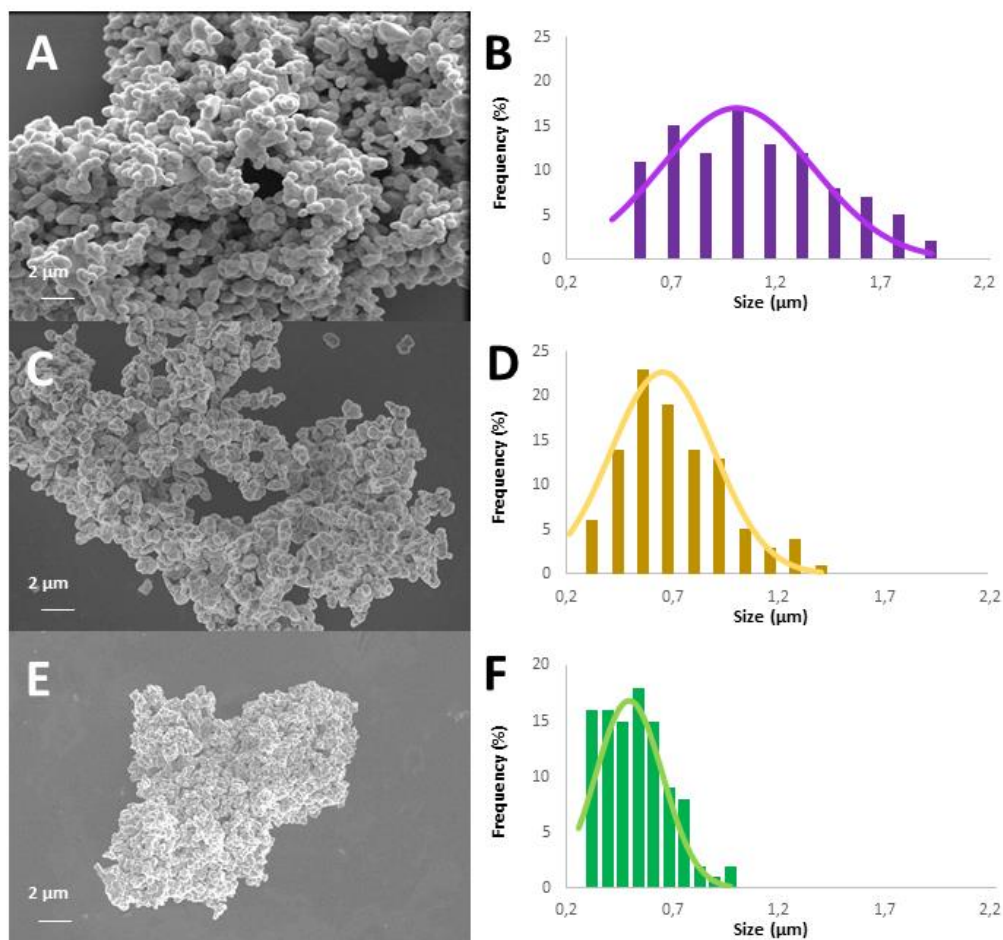 A
2 µm
B
Frequency (%)
25
20
15
10
5
0
0,2 0,7 1,2 1,7 2,2
Size (µm)
C
2 µm
D
Frequency (%)
25
20
15
10
5
0
0,2 0,7 1,2 1,7 2,2
Size (µm)
E
2 µm
F
Frequency (%)
20
15
10
5
0
0,2 0,7 1,2 1,7 2,2
Size (µm)